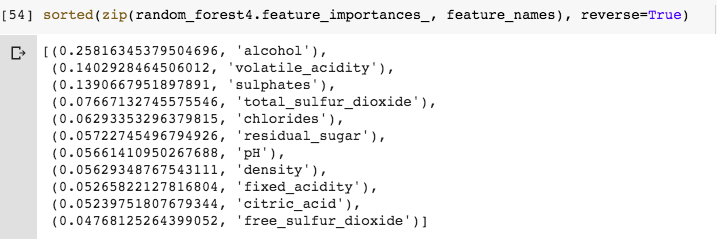 [54] sorted(zip(random_forest4.feature_importances_, feature_names), reverse=True)
[(0.25816345379504696, 'alcohol'),
(0.1402928464506012, 'volatile_acidity'),
(0.1390667951897891, 'sulphates'),
(0.07667132745575546, 'total_sulfur_dioxide'),
(0.06293353296379815, 'chlorides'),
(0.05722745496794926, 'residual_sugar'),
(0.05661410950267688, 'pH'),
(0.05629348767543111, 'density'),
(0.05265822127816804, 'fixed_acidity'),
(0.05239751807679344, 'citric_acid'),
(0.04768125264399052, 'free_sulfur_dioxide')]